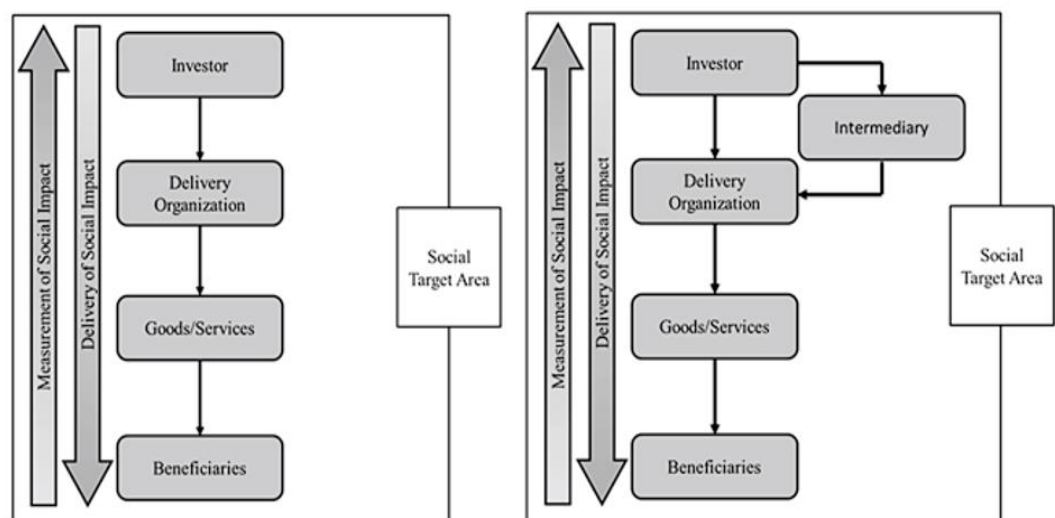 Measurement of Social Impact
Delivery of Social Impact
Investor
Delivery
Organization
Goods/Services
Beneficiaries
Social
Target Area
Measurement of Social Impact
Delivery of Social Impact
Investor
Intermediary
Delivery
Organization
Goods/Services
Beneficiaries
Social
Target Area